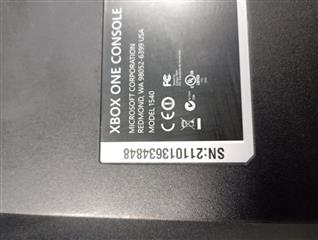 XBOX ONE CONSOLE
MICROSOFT CORPORATION
REDMOND, WA 98052-6399 USA
MODEL 1540
SN:211013634848